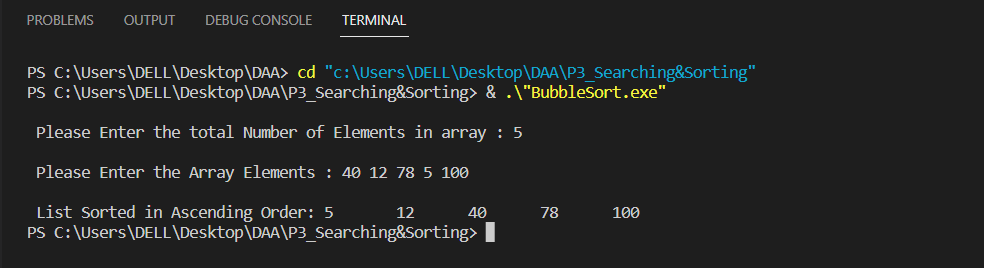 PROBLEMS OUTPUT DEBUG CONSOLE TERMINAL
PS C:\Users\DELL\Desktop\DAA> cd "c:\Users\DELL\Desktop\DAA\P3_Searching&Sorting"
PS C:\Users\DELL\Desktop\DAA\P3_Searching&Sorting> & .\"BubbleSort.exe"
Please Enter the total Number of Elements in array : 5
Please Enter the Array Elements : 40 12 78 5 100
List Sorted in Ascending Order: 5 12 40 78 100
PS C:\Users\DELL\Desktop\DAA\P3_Searching&Sorting>